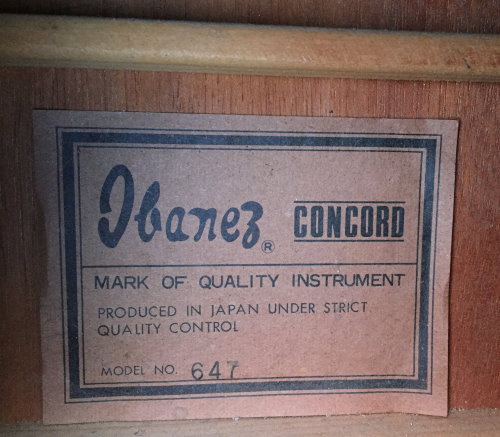 Ibanez® CONCORD
MARK OF QUALITY INSTRUMENT
PRODUCED IN JAPAN UNDER STRICT
QUALITY CONTROL
MODEL NO. 647